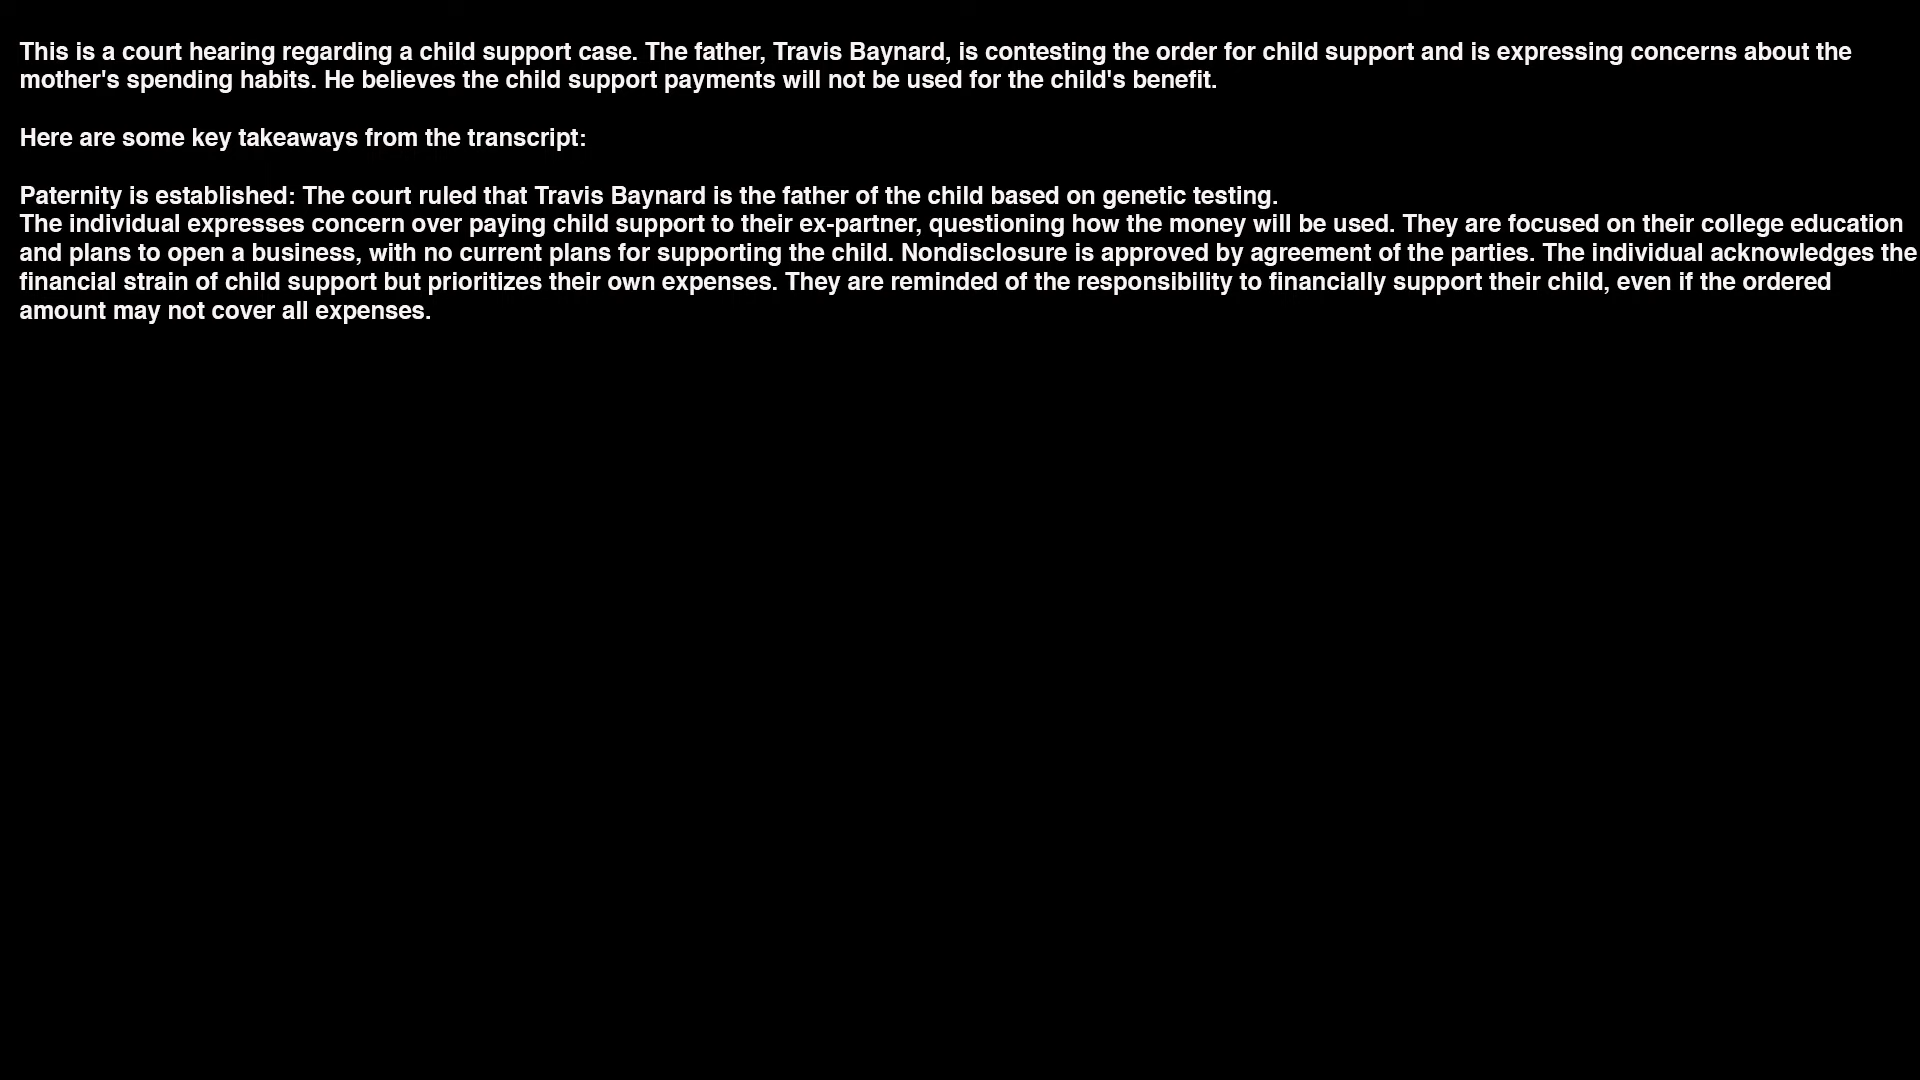 This is a court hearing regarding a child support case. The father, Travis Baynard, is contesting the order for child support and is expressing concerns about the
mother's spending habits. He believes the child support payments will not be used for the child's benefit.
Here are some key takeaways from the transcript:
Paternity is established: The court ruled that Travis Baynard is the father of the child based on genetic testing.
The individual expresses concern over paying child support to their ex-partner, questioning how the money will be used. They are focused on their college education
and plans to open a business, with no current plans for supporting the child. Nondisclosure is approved by agreement of the parties. The individual acknowledges the
financial strain of child support but prioritizes their own expenses. They are reminded of the responsibility to financially support their child, even if the ordered
amount may not cover all expenses.